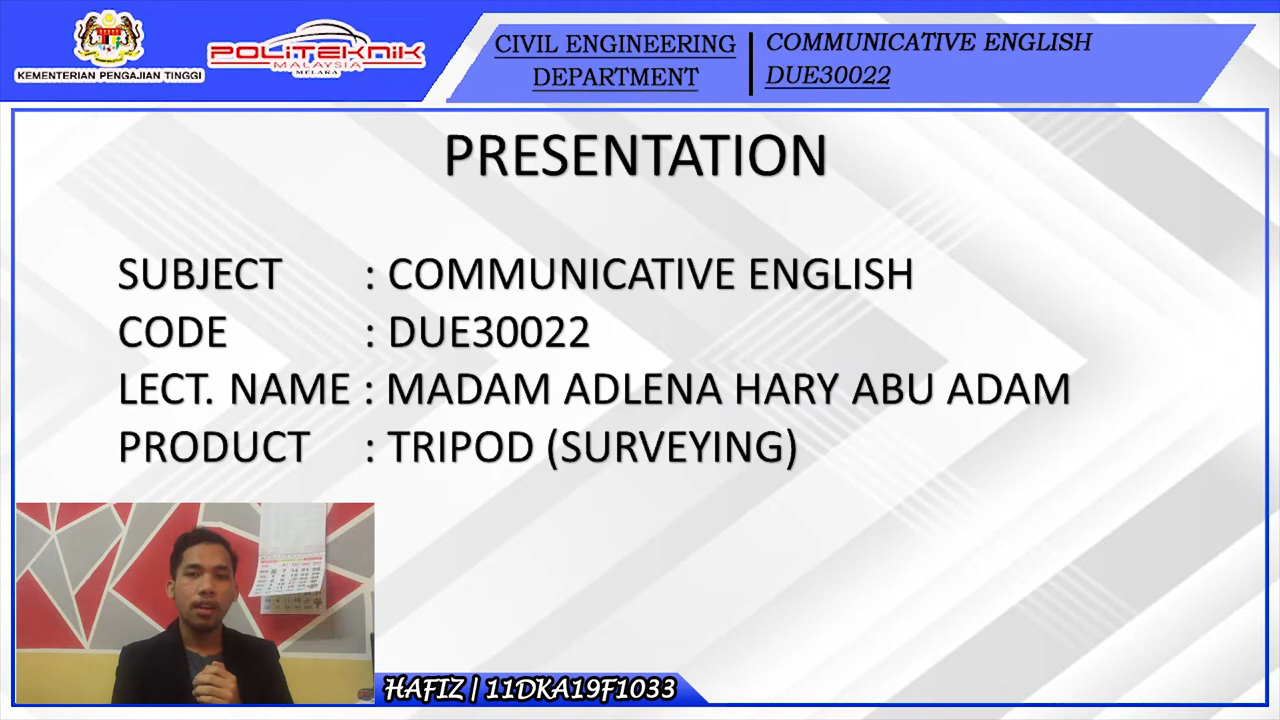 KEMENTERIAN PENGAJIAN TINGGI
POLITEKNIK
MALAYSIA
MELAKA
CIVIL ENGINEERING
DEPARTMENT
COMMUNICATIVE ENGLISH
DUE30022
PRESENTATION
SUBJECT : COMMUNICATIVE ENGLISH
CODE : DUE30022
LECT. NAME : MADAM ADLENA HARY ABU ADAM
PRODUCT : TRIPOD (SURVEYING)
HAFIZ | 11DKA19F1033